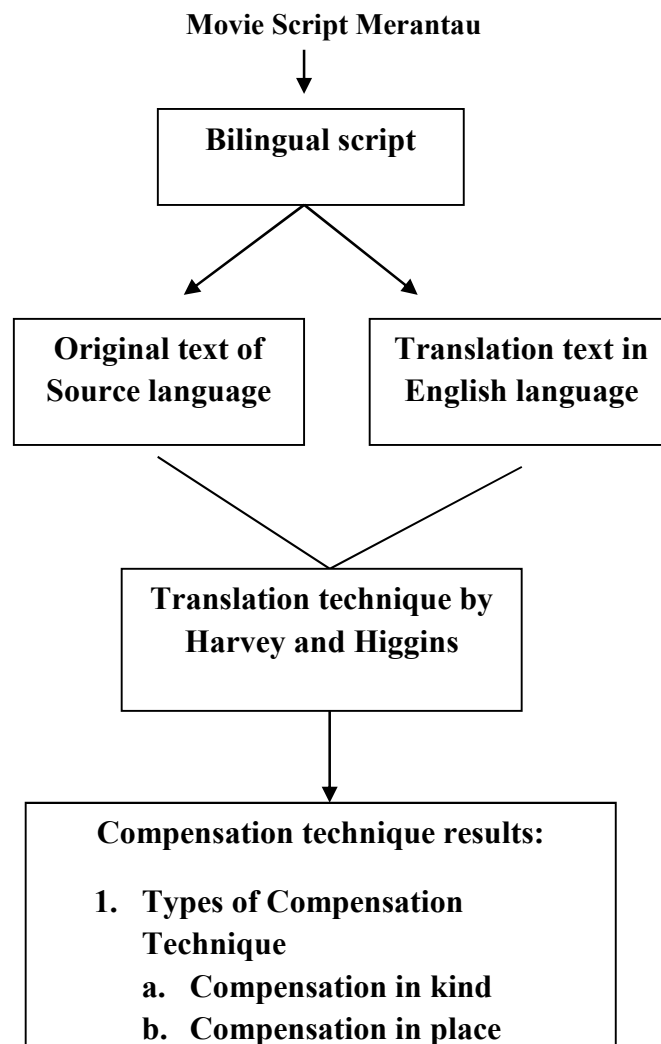 Movie Script Merantau
Bilingual script
Original text of
Source language
Translation text in
English language
Translation technique by
Harvey and Higgins
Compensation technique results:
1. Types of Compensation
Technique
a. Compensation in kind
b. Compensation in place